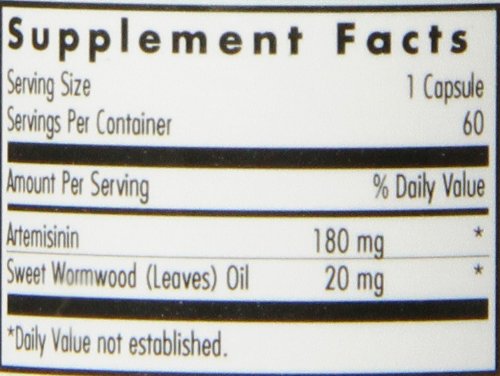 Supplement Facts
Serving Size 1 Capsule
Servings Per Container 60
Amount Per Serving % Daily Value
Artemisinin 180 mg *
Sweet Wormwood (Leaves) Oil 20 mg *
*Daily Value not established.